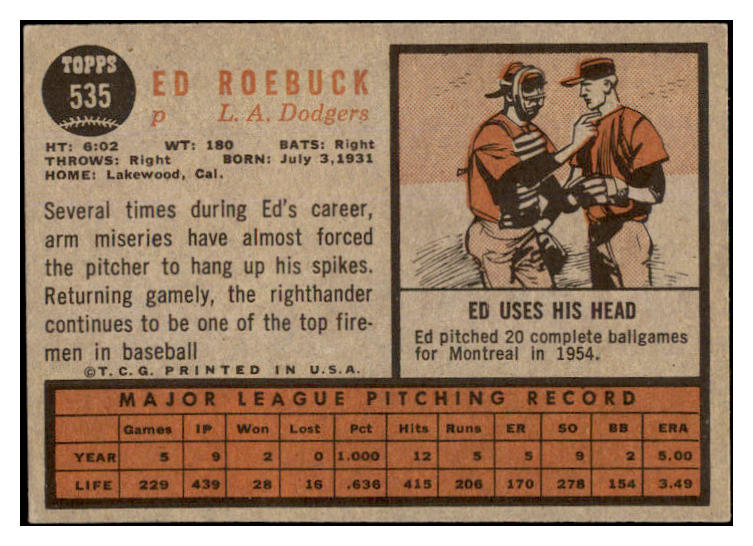 TOPPS
535
ED ROEBUCK
p L. A. Dodgers
HT: 6:02 WT: 180 BATS: Right
THROWS: Right BORN: July 3, 1931
HOME: Lakewood, Cal.
Several times during Ed's career,
arm miseries have almost forced
the pitcher to hang up his spikes.
Returning gamely, the righthander
continues to be one of the top fire-
men in baseball
©T. C. G. PRINTED IN U.S.A.
ED USES HIS HEAD
Ed pitched 20 complete ballgames
for Montreal in 1954.
MAJOR LEAGUE PITCHING RECORD
Games IP Won Lost Pct Hits Runs ER SO BB ERA
YEAR 5 9 2 0 1.000 12 5 5 9 2 5.00
LIFE 229 439 28 16 .636 415 206 170 278 154 3.49